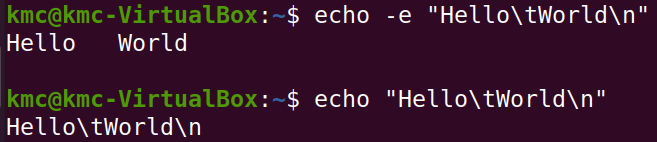 kmc@kmc-VirtualBox:~$ echo -e "Hello\tWorld\n"
Hello   World
kmc@kmc-VirtualBox:~$ echo "Hello\tWorld\n"
Hello\tWorld\n